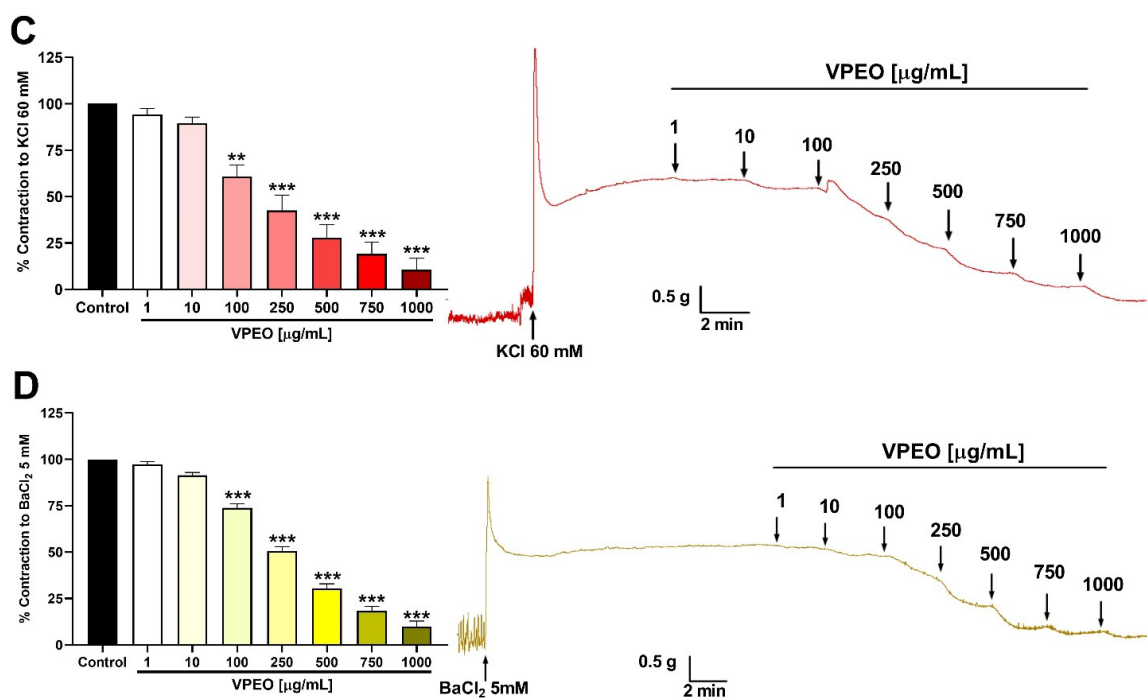 C
% Contraction to KCl 60 mM
125
100
75
50
25
0
** *** *** *** ***
Control 1 10 100 250 500 750 1000
VPEO [μg/mL]
VPEO [μg/mL]
1 10 100 250 500 750 1000
0.5 g
2 min
KCl 60 mM
D
% Contraction to BaCl₂ 5 mM
125
100
75
50
25
0
*** *** *** *** ***
Control 1 10 100 250 500 750 1000
VPEO [μg/mL]
VPEO [μg/mL]
1 10 100 250 500 750 1000
0.5 g
2 min
BaCl₂ 5mM